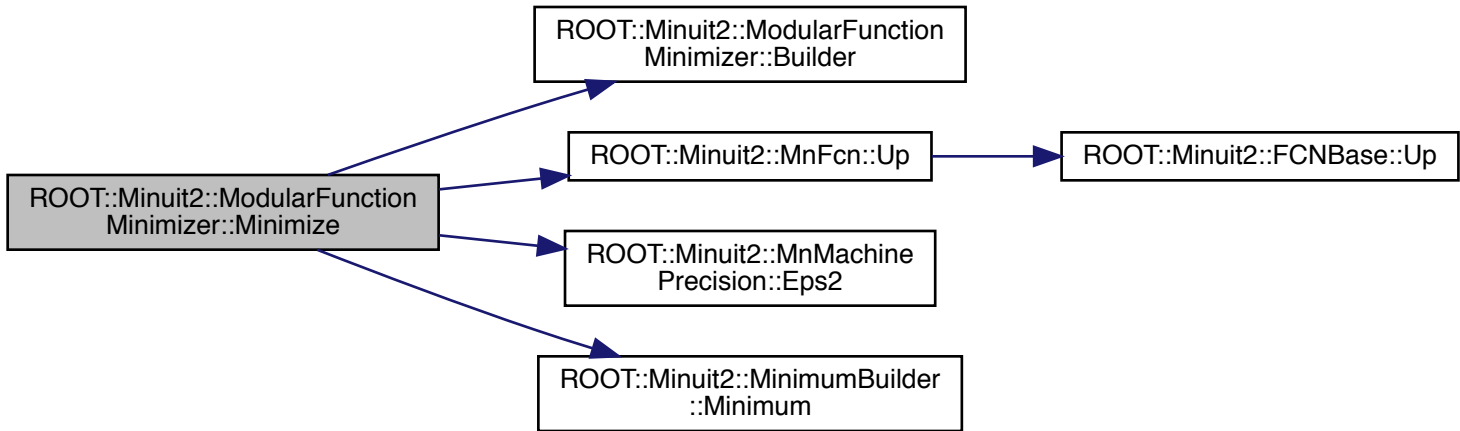 ROOT::Minuit2::ModularFunction
Minimizer::Minimize
ROOT::Minuit2::ModularFunction
Minimizer::Builder
ROOT::Minuit2::MnFcn::Up
ROOT::Minuit2::FCNBase::Up
ROOT::Minuit2::MnMachine
Precision::Eps2
ROOT::Minuit2::MinimumBuilder
::Minimum